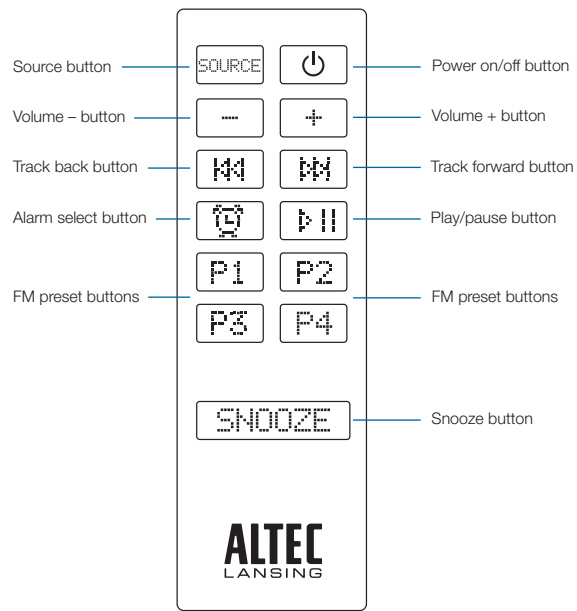 Source button
SOURCE
Power on/off button
Volume – button
Volume + button
Track back button
Track forward button
Alarm select button
Play/pause button
P1
P2
FM preset buttons
FM preset buttons
P3
P4
SNOOZE
Snooze button
ALTEC
LANSING